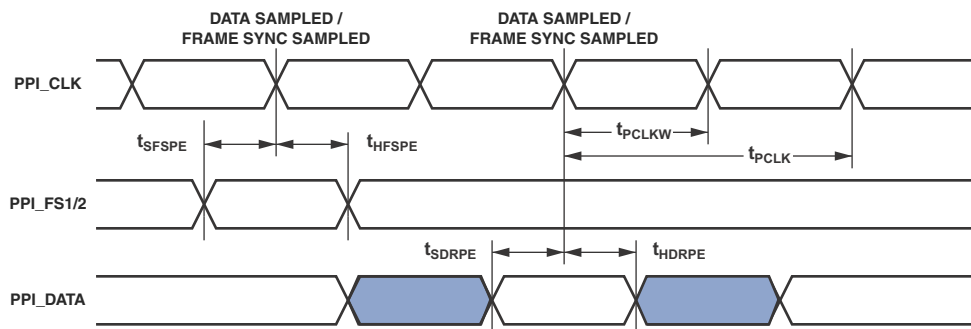 DATA SAMPLED /
FRAME SYNC SAMPLED
DATA SAMPLED /
FRAME SYNC SAMPLED
PPI_CLK
tSFSPE
tHFSPE
tPCLKW
tPCLK
PPI_FS1/2
tSDRPE
tHDRPE
PPI_DATA